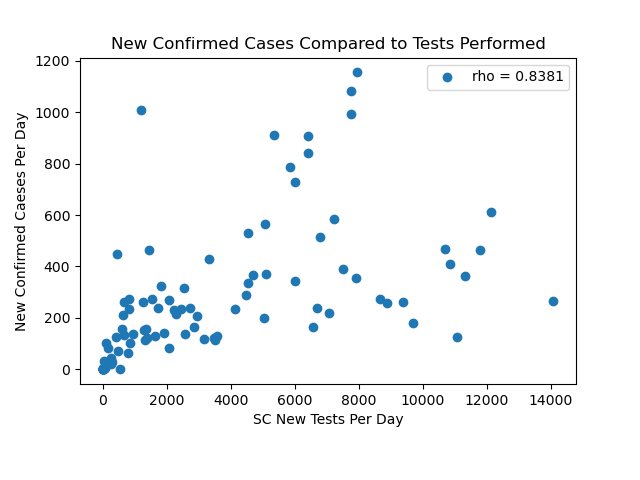 New Confirmed Cases Compared to Tests Performed
rho = 0.8381
New Confirmed Caeses Per Day
1200
1000
800
600
400
200
0
0 2000 4000 6000 8000 10000 12000 14000
SC New Tests Per Day